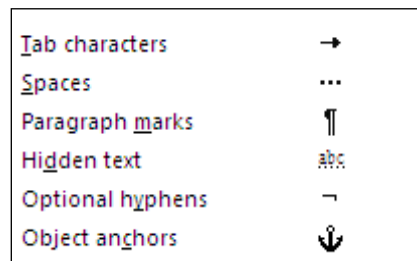 Tab characters →
Spaces ···
Paragraph marks ¶
Hidden text abc
Optional hyphens ¬
Object anchors ⚓